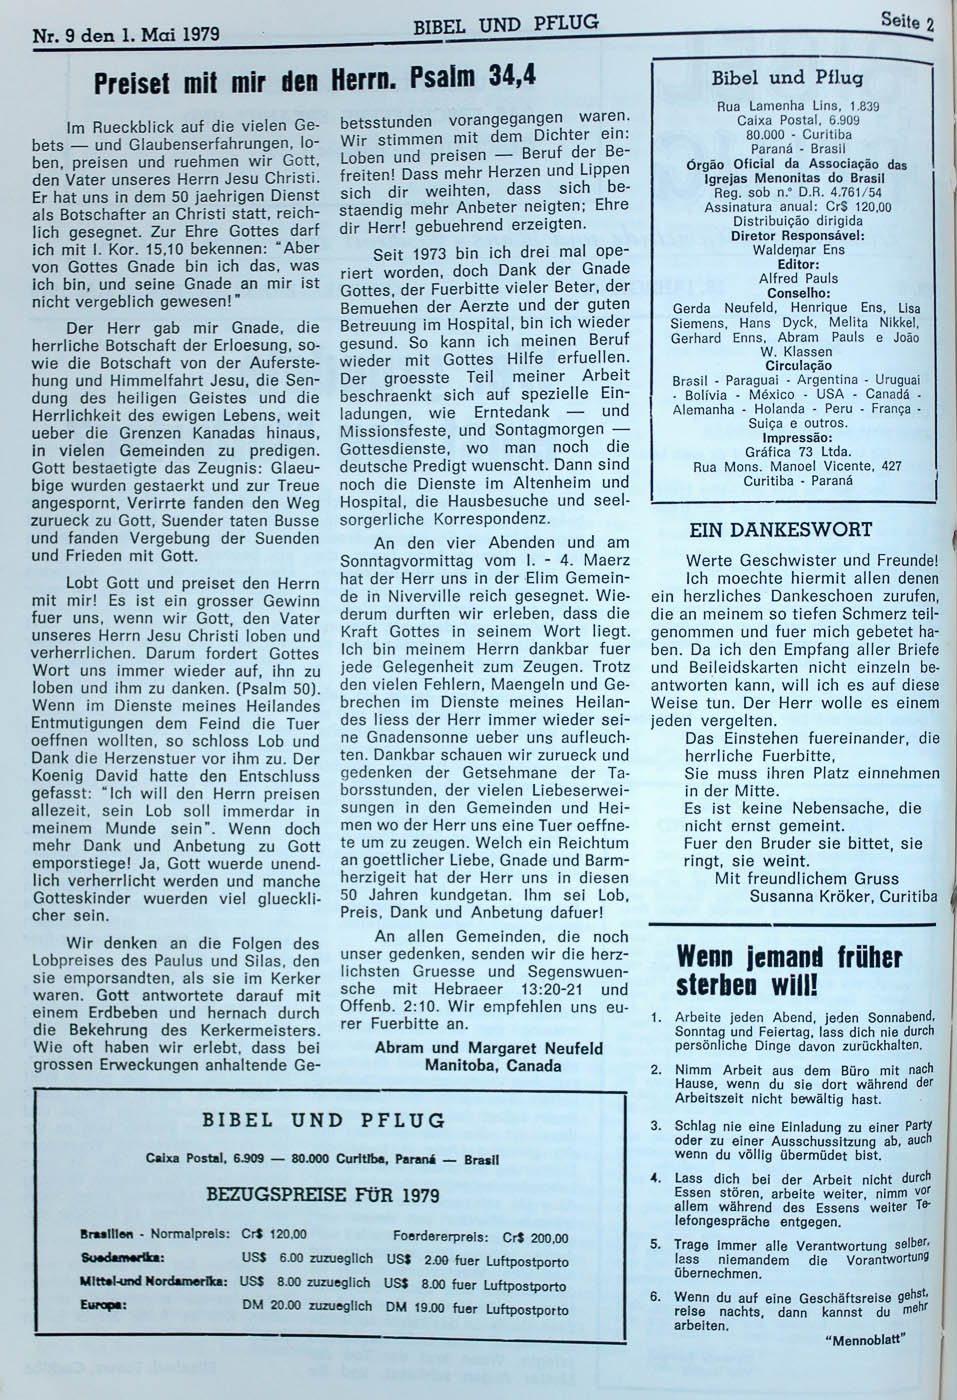 Nr. 9 den 1. Mai 1979
BIBEL UND PFLUG
Seite 2
Preiset mit mir den Herrn. Psalm 34,4
Im Rueckblick auf die vielen Ge-
bets — und Glaubenserfahrungen, lo-
ben, preisen und ruehmen wir Gott,
den Vater unseres Herrn Jesu Christi.
Er hat uns in dem 50 jaehrigen Dienst
als Botschafter an Christi statt, reich-
lich gesegnet. Zur Ehre Gottes darf
ich mit I. Kor. 15,10 bekennen: "Aber
von Gottes Gnade bin ich das, was
ich bin, und seine Gnade an mir ist
nicht vergeblich gewesen!"
Der Herr gab mir Gnade, die
herrliche Botschaft der Erloesung, so-
wie die Botschaft von der Auferste-
hung und Himmelfahrt Jesu, die Sen-
dung des heiligen Geistes und die
Herrlichkeit des ewigen Lebens, weit
ueber die Grenzen Kanadas hinaus,
in vielen Gemeinden zu predigen.
Gott bestaetigte das Zeugnis: Glaeu-
bige wurden gestaerkt und zur Treue
angespornt, Verirrte fanden den Weg
zurueck zu Gott, Suender taten Busse
und fanden Vergebung der Suenden
und Frieden mit Gott.
Lobt Gott und preiset den Herrn
mit mir! Es ist ein grosser Gewinn
fuer uns, wenn wir Gott, den Vater
unseres Herrn Jesu Christi loben und
verherrlichen. Darum fordert Gottes
Wort uns immer wieder auf, ihn zu
loben und ihm zu danken. (Psalm 50).
Wenn im Dienste meines Heilandes
Entmutigungen dem Feind die Tuer
oeffnen wollten, so schloss Lob und
Dank die Herzenstuer vor ihm zu. Der
Koenig David hatte den Entschluss
gefasst: "Ich will den Herrn preisen
allezeit, sein Lob soll immerdar in
meinem Munde sein". Wenn doch
mehr Dank und Anbetung zu Gott
emporstiege! Ja, Gott wuerde unend-
lich verherrlicht werden und manche
Gotteskinder wuerden viel glueckli-
cher sein.
Wir denken an die Folgen des
Lobpreises des Paulus und Silas, den
sie emporsandten, als sie im Kerker
waren. Gott antwortete darauf mit
einem Erdbeben und hernach durch
die Bekehrung des Kerkermeisters.
Wie oft haben wir erlebt, dass bei
grossen Erweckungen anhaltende Ge-
betsstunden vorangegangen waren.
Wir stimmen mit dem Dichter ein:
Loben und preisen — Beruf der Be-
freiten! Dass mehr Herzen und Lippen
sich dir weihten, dass sich be-
staendig mehr Anbeter neigten; Ehre
dir Herr! gebuehrend erzeigten.
Seit 1973 bin ich drei mal ope-
riert worden, doch Dank der Gnade
Gottes, der Fuerbitte vieler Beter, der
Bemuehen der Aerzte und der guten
Betreuung im Hospital, bin ich wieder
gesund. So kann ich meinen Beruf
wieder mit Gottes Hilfe erfuellen.
Der groesste Teil meiner Arbeit
beschraenkt sich auf spezielle Ein-
ladungen, wie Erntedank — und
Missionsfeste, und Sontagmorgen —
Gottesdienste, wo man noch die
deutsche Predigt wuenscht. Dann sind
noch die Dienste im Altenheim und
Hospital, die Hausbesuche und seel-
sorgerliche Korrespondenz.
An den vier Abenden und am
Sonntagvormittag vom I. - 4. Maerz
hat der Herr uns in der Elim Gemein-
de in Niverville reich gesegnet. Wie-
derum durften wir erleben, dass die
Kraft Gottes in seinem Wort liegt.
Ich bin meinem Herrn dankbar fuer
jede Gelegenheit zum Zeugen. Trotz
den vielen Fehlern, Maengeln und Ge-
brechen im Dienste meines Heilan-
des liess der Herr immer wieder sei-
ne Gnadensonne ueber uns aufleuch-
ten. Dankbar schauen wir zurueck und
gedenken der Getsehmane der Ta-
borsstunden, der vielen Liebeserwei-
sungen in den Gemeinden und Hei-
men wo der Herr uns eine Tuer oeffne-
te um zu zeugen. Welch ein Reichtum
an goettlicher Liebe, Gnade und Barm-
herzigeit hat der Herr uns in diesen
50 Jahren kundgetan. Ihm sei Lob,
Preis, Dank und Anbetung dafuer!
An allen Gemeinden, die noch
unser gedenken, senden wir die herz-
lichsten Gruesse und Segenswuen-
sche mit Hebraeer 13:20-21 und
Offenb. 2:10. Wir empfehlen uns eu-
rer Fuerbitte an.
Abram und Margaret Neufeld
Manitoba, Canada
BIBEL UND PFLUG
Caixa Postal, 6.909 — 80.000 Curitiba, Paraná — Brasil
BEZUGSPREISE FÜR 1979
Brasilien - Normalpreis: Cr$ 120,00 Foerdererpreis: Cr$ 200,00
Suedamerika: US$ 6.00 zuzueglich US$ 2.00 fuer Luftpostporto
Mittel-und Nordamerika: US$ 8.00 zuzueglich US$ 8.00 fuer Luftpostporto
Europa: DM 20.00 zuzueglich DM 19.00 fuer Luftpostporto
Bibel und Pflug
Rua Lamenha Lins, 1.839
Caixa Postal, 6.909
80.000 - Curitiba
Paraná - Brasil
Órgão Oficial da Associação das
Igrejas Menonitas do Brasil
Reg. sob n.º D.R. 4.761/54
Assinatura anual: Cr$ 120,00
Distribuição dirigida
Diretor Responsável:
Waldemar Ens
Editor:
Alfred Pauls
Conselho:
Gerda Neufeld, Henrique Ens, Lisa
Siemens, Hans Dyck, Melita Nikkel,
Gerhard Enns, Abram Pauls e João
W. Klassen
Circulação
Brasil - Paraguai - Argentina - Uruguai
- Bolívia - México - USA - Canadá -
Alemanha - Holanda - Peru - França -
Suiça e outros.
Impressão:
Gráfica 73 Ltda.
Rua Mons. Manoel Vicente, 427
Curitiba - Paraná
EIN DANKESWORT
Werte Geschwister und Freunde!
Ich moechte hiermit allen denen
ein herzliches Dankeschoen zurufen,
die an meinem so tiefen Schmerz teil-
genommen und fuer mich gebetet ha-
ben. Da ich den Empfang aller Briefe
und Beileidskarten nicht einzeln be-
antworten kann, will ich es auf diese
Weise tun. Der Herr wolle es einem
jeden vergelten.
Das Einstehen fuereinander, die
herrliche Fuerbitte,
Sie muss ihren Platz einnehmen
in der Mitte.
Es ist keine Nebensache, die
nicht ernst gemeint.
Fuer den Bruder sie bittet, sie
ringt, sie weint.
Mit freundlichem Gruss
Susanna Kröker, Curitiba
Wenn jemand früher
sterben will!
1. Arbeite jeden Abend, jeden Sonnabend,
Sonntag und Feiertag, lass dich nie durch
persönliche Dinge davon zurückhalten.
2. Nimm Arbeit aus dem Büro mit nach
Hause, wenn du sie dort während der
Arbeitszeit nicht bewältig hast.
3. Schlag nie eine Einladung zu einer Party
oder zu einer Ausschussitzung ab, auch
wenn du völlig übermüdet bist.
4. Lass dich bei der Arbeit nicht durch
Essen stören, arbeite weiter, nimm vor
allem während des Essens weiter Te-
lefongespräche entgegen.
5. Trage immer alle Verantwortung selber,
lass niemandem die Vorantwortung
übernechmen.
6. Wenn du auf eine Geschäftsreise gehst,
reise nachts, dann kannst du mehr
arbeiten.
"Mennoblatt"